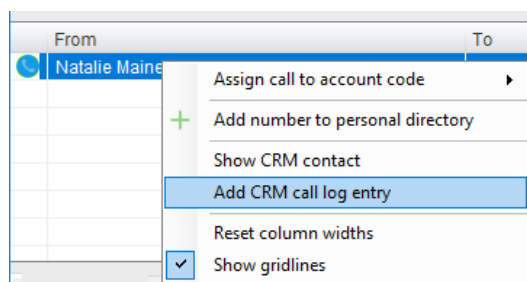 From To
Natalie Maine
Assign call to account code
Add number to personal directory
Show CRM contact
Add CRM call log entry
Reset column widths
Show gridlines